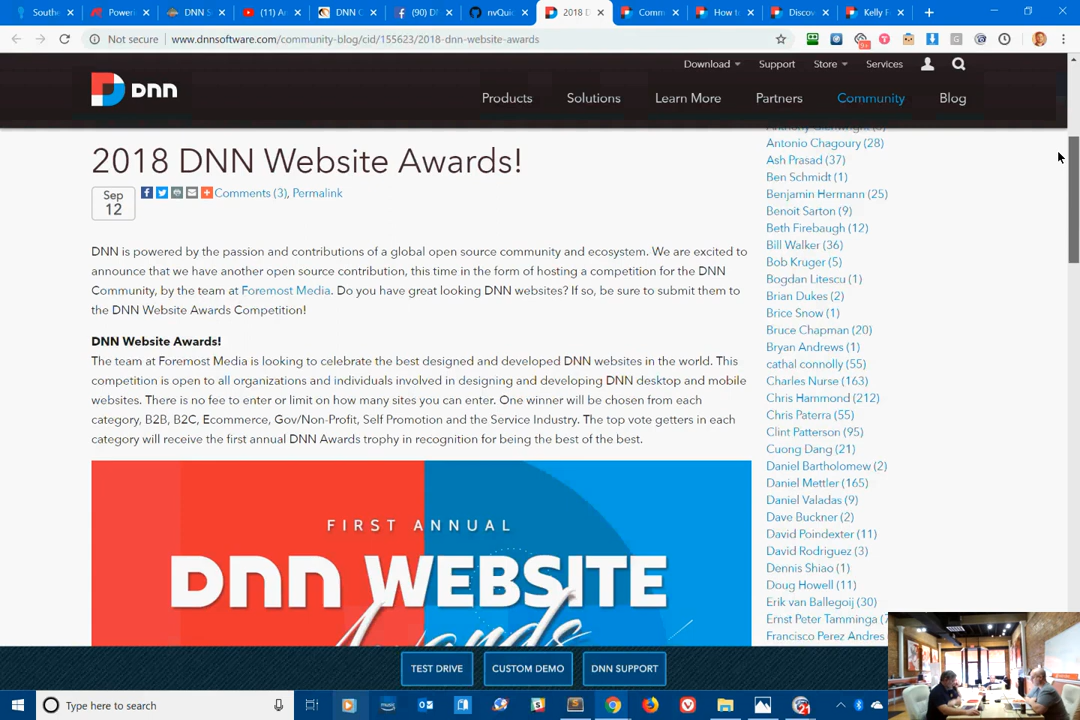 Southe
Poweri
DNN S
(11) A
DNN C
(90) D
nvQuic
2018 D
Comm
How t
Discov
Kelly F
Not secure
www.dnnsoftware.com/community-blog/cid/155623/2018-dnn-website-awards
Download Support Store Services
DNN
Products Solutions Learn More Partners Community Blog
2018 DNN Website Awards!
Sep
12
Comments (3), Permalink
DNN is powered by the passion and contributions of a global open source community and ecosystem. We are excited to
announce that we have another open source contribution, this time in the form of hosting a competition for the DNN
Community, by the team at Foremost Media. Do you have great looking DNN websites? If so, be sure to submit them to
the DNN Website Awards Competition!
DNN Website Awards!
The team at Foremost Media is looking to celebrate the best designed and developed DNN websites in the world. This
competition is open to all organizations and individuals involved in designing and developing DNN desktop and mobile
websites. There is no fee to enter or limit on how many sites you can enter. One winner will be chosen from each
category, B2B, B2C, Ecommerce, Gov/Non-Profit, Self Promotion and the Service Industry. The top vote getters in each
category will receive the first annual DNN Awards trophy in recognition for being the best of the best.
FIRST ANNUAL
DNN WEBSITE
Awards
Antonio Chagoury (28)
Ash Prasad (37)
Ben Schmidt (1)
Benjamin Hermann (25)
Benoit Sarton (9)
Beth Firebaugh (12)
Bill Walker (36)
Bob Kruger (5)
Bogdan Litescu (1)
Brian Dukes (2)
Brice Snow (1)
Bruce Chapman (20)
Bryan Andrews (1)
cathal connolly (55)
Charles Nurse (163)
Chris Hammond (212)
Chris Paterra (55)
Clint Patterson (95)
Cuong Dang (21)
Daniel Bartholomew (2)
Daniel Mettler (165)
Daniel Valadas (9)
Dave Buckner (2)
David Poindexter (11)
David Rodriguez (3)
Dennis Shiao (1)
Doug Howell (11)
Erik van Ballegoij (30)
Ernst Peter Tamminga (7
Francisco Perez Andres
TEST DRIVE CUSTOM DEMO DNN SUPPORT
Type here to search